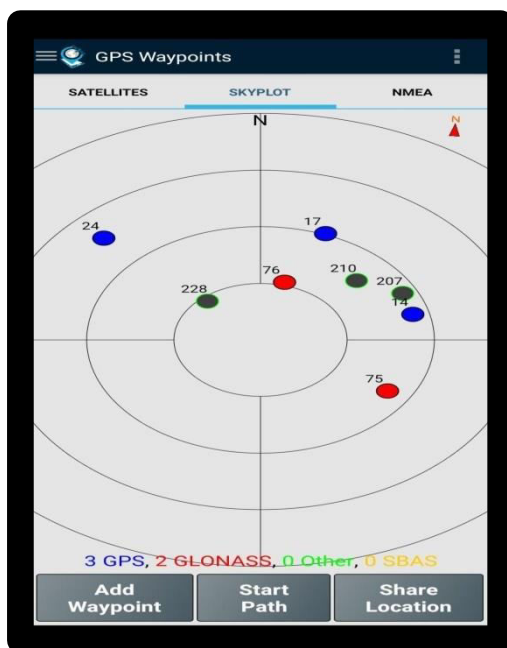 GPS Waypoints
SATELLITES SKYPLOT NMEA
N
N
24
17
76
210
207
228
14
75
3 GPS, 2 GLONASS, 0 Other, 0 SBAS
Add Waypoint
Start Path
Share Location